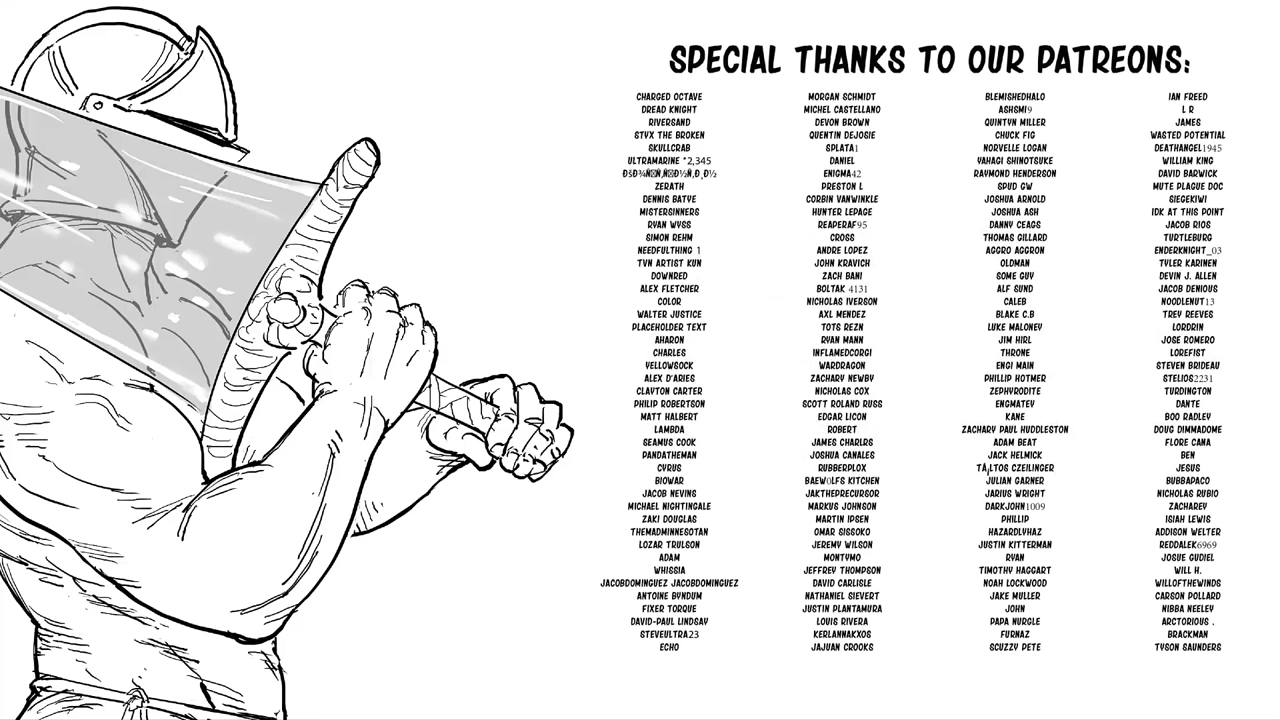 SPECIAL THANKS TO OUR PATREONS:
CHARGED OCTAVE
DREAD KNIGHT
RIVERSAND
STYX THE BROKEN
SKULLCRAB
ULTRAMARINE *2,345
ZERATH
DENNIS BATYE
MISTERSINNERS
RYAN WYSS
SIMON REHM
NEEDFULTHING 1
TVN ARTIST KUN
DOWNRED
ALEX FLETCHER
COLOR
WALTER JUSTICE
PLACEHOLDER TEXT
AHARON
CHARLES
YELLOWSOCK
ALEX D'ARIES
CLAYTON CARTER
PHILIP ROBERTSON
MATT HALBERT
LAMBDA
SEAMUS COOK
PANDATHEMAN
CYRUS
BIOWAR
JACOB NEVINS
MICHAEL NIGHTINGALE
ZAKI DOUGLAS
THEMADMINNESOTAN
LOZAR TRULSON
ADAM
WHISSIA
JACOBDOMINGUEZ JACOBDOMINGUEZ
ANTOINE BYNDUM
FIXER TORQUE
DAVID-PAUL LINDSAY
STEVEULTRA23
ECHO
MORGAN SCHMIDT
MICHEL CASTELLANO
DEVON BROWN
QUENTIN DEJOSIE
SPLATA1
DANIEL
ENIGMA42
PRESTON L
CORBIN VANWINKLE
HUNTER LEPAGE
REAPERAF95
CROSS
ANDRE LOPEZ
JOHN KRAVICH
ZACH BANI
BOLTAK 4131
NICHOLAS IVERSON
AXL MENDEZ
TOTS REZN
RYAN MANN
INFLAMEDCORGI
WARDRAGON
ZACHARY NEWBY
NICHOLAS COX
SCOTT ROLAND RUSS
EDGAR LICON
ROBERT
JAMES CHARLRS
JOSHUA CANALES
RUBBERPLOX
BAEW0LFS KITCHEN
JAKTHEPRECURSOR
MARKUS JOHNSON
MARTIN IPSEN
OMAR SISSOKO
JEREMY WILSON
MONTYMO
JEFFREY THOMPSON
DAVID CARLISLE
NATHANIEL SIEVERT
JUSTIN PLANTAMURA
LOUIS RIVERA
KERLANNAKXOS
JAJUAN CROOKS
BLEMISHEDHALO
ASHSMI9
QUINTYN MILLER
CHUCK FIG
NORVELLE LOGAN
YAHAGI SHINOTSUKE
RAYMOND HENDERSON
SPUD GW
JOSHUA ARNOLD
JOSHUA ASH
DANNY CEAGS
THOMAS GILLARD
AGGRO AGGRON
OLDMAN
SOME GUY
ALF SUND
CALEB
BLAKE C.B
LUKE MALONEY
JIM HIRL
THRONE
ENGI MAIN
PHILLIP HOTMER
ZEPHYRODITE
ENGMATEY
KANE
ZACHARY PAUL HUDDLESTON
ADAM BEAT
JACK HELMICK
TÁ¡LTOS CZEILINGER
JULIAN GARNER
JARIUS WRIGHT
DARKJOHN1009
PHILLIP
HAZARDLYHAZ
JUSTIN KITTERMAN
RYAN
TIMOTHY HAGGART
NOAH LOCKWOOD
JAKE MULLER
JOHN
PAPA NURGLE
FURNAZ
SCUZZY PETE
IAN FREED
L R
JAMES
WASTED POTENTIAL
DEATHANGEL1945
WILLIAM KING
DAVID BARWICK
MUTE PLAGUE DOC
SIEGEKIWI
IDK AT THIS POINT
JACOB RIOS
TURTLEBURG
ENDERKNIGHT_03
TYLER KARINEN
DEVIN J. ALLEN
JACOB DENIOUS
NOODLENUT13
TREY REEVES
LORDRIN
JOSE ROMERO
LOREFIST
STEVEN BRIDEAU
STELIOS2231
TURDINGTON
DANTE
BOO RADLEY
DOUG DIMMADOME
FLORE CANA
BEN
JESUS
BUBBAPACO
NICHOLAS RUBIO
ZACHAREY
ISIAH LEWIS
ADDISON WELTER
REDDALEK6969
JOSUE GUDIEL
WILL H.
WILLOFTHEWINDS
CARSON POLLARD
NIBBA NEELEY
ARCTORIOUS .
BRACKMAN
TYSON SAUNDERS